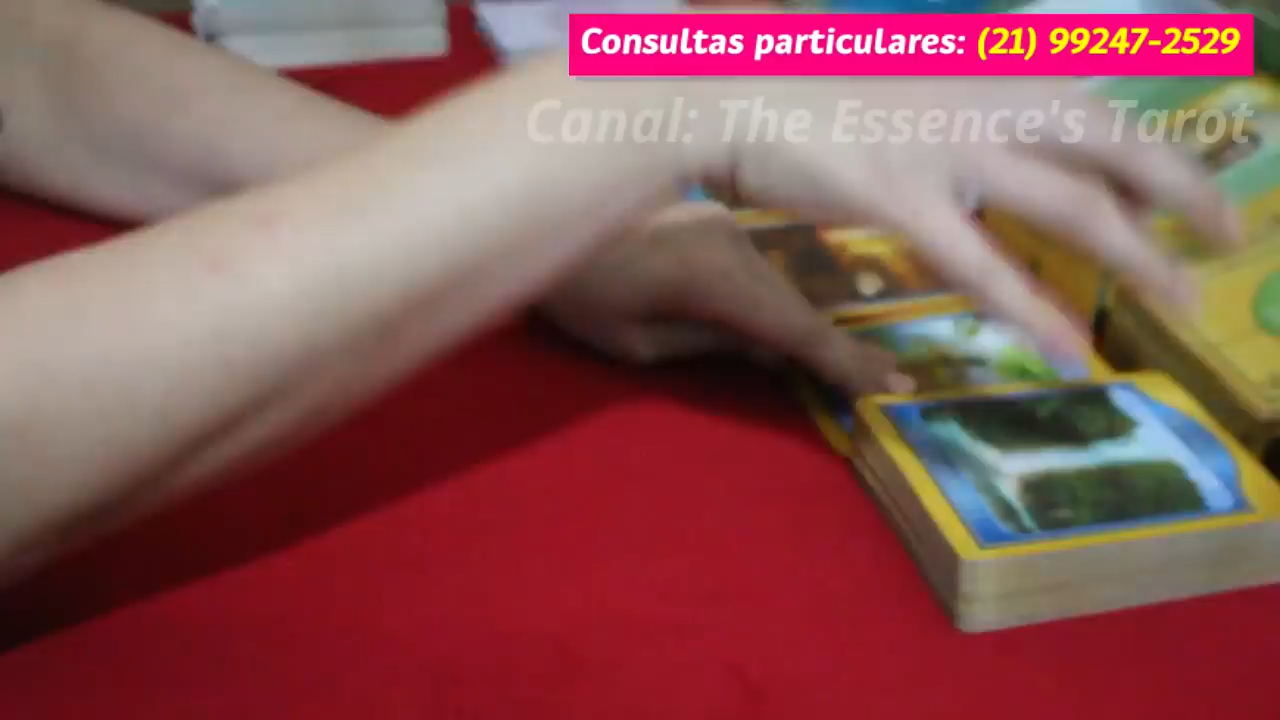 Consultas particulares: (21) 99247-2529
Canal: The Essence's Tarot